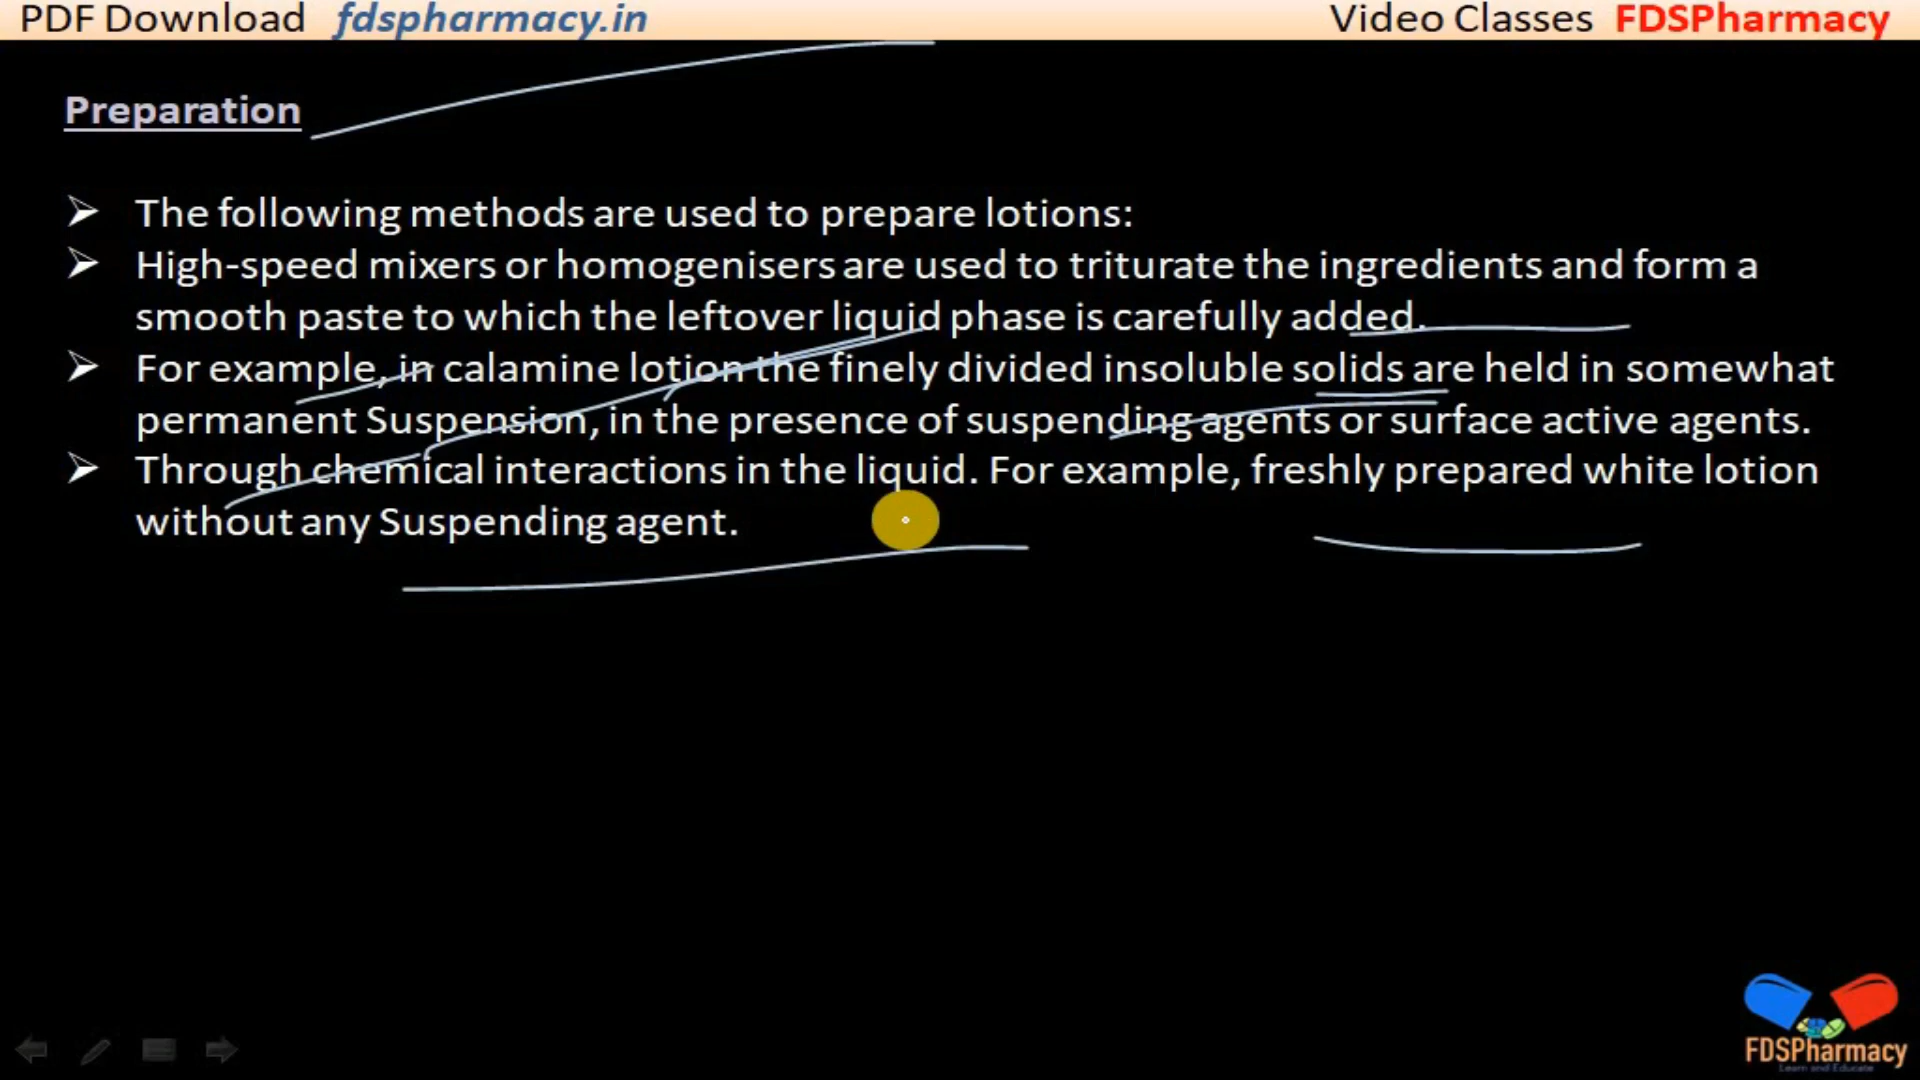 PDF Download fdspharmacy.in Video Classes FDSPharmacy
Preparation
➢ The following methods are used to prepare lotions:
➢ High-speed mixers or homogenisers are used to triturate the ingredients and form a
smooth paste to which the leftover liquid phase is carefully added.
➢ For example, in calamine lotion the finely divided insoluble solids are held in somewhat
permanent Suspension, in the presence of suspending agents or surface active agents.
➢ Through chemical interactions in the liquid. For example, freshly prepared white lotion
without any Suspending agent.
FDSPharmacy
Learn and Educate